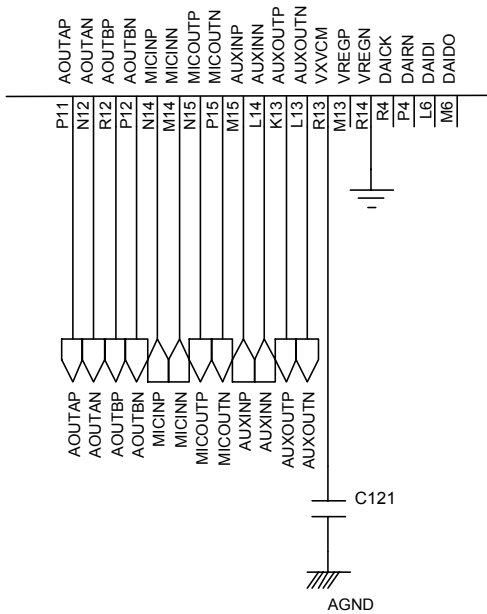 AOUTAP
AOUTAN
AOUTBP
AOUTBN
MICINP
MICINN
MICOUTP
MICOUTN
AUXINP
AUXINN
AUXOUTP
AUXOUTN
VXVCM
VREGP
VREGN
DAICK
DAIRN
DAIDI
DAIDO
P11
N12
R12
P12
N14
M14
N15
P15
M15
L14
K13
L13
R13
M13
R14
R4
P4
L6
M6
AOUTAP
AOUTAN
AOUTBP
AOUTBN
MICINP
MICINN
MICOUTP
MICOUTN
AUXINP
AUXINN
AUXOUTP
AUXOUTN
C121
AGND